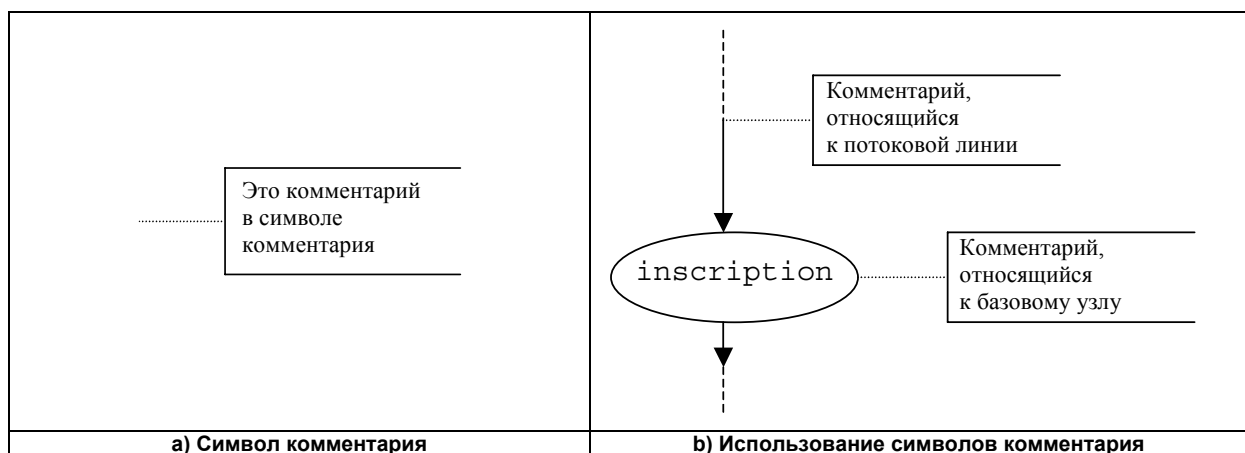 Это комментарий
в символе
комментария
a) Символ комментария
Комментарий,
относящийся
к потоковой линии
inscription
Комментарий,
относящийся
к базовому узлу
b) Использование символов комментария